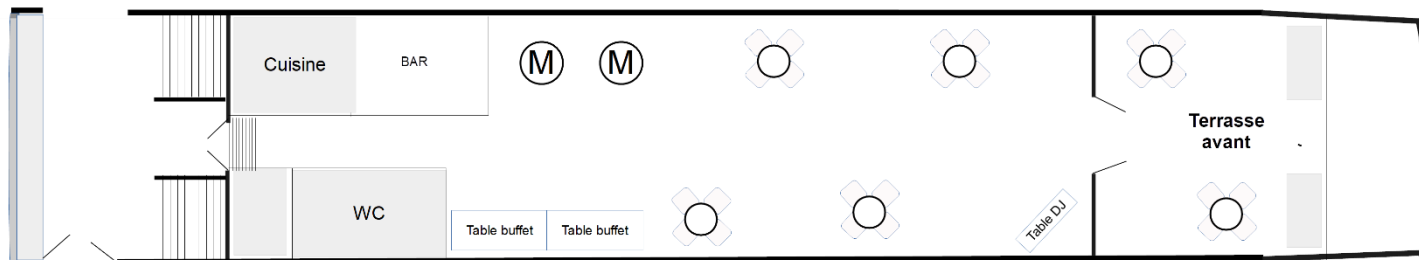 Cuisine
BAR
M
M
Terrasse
avant
WC
Table buffet
Table buffet
Table DJ